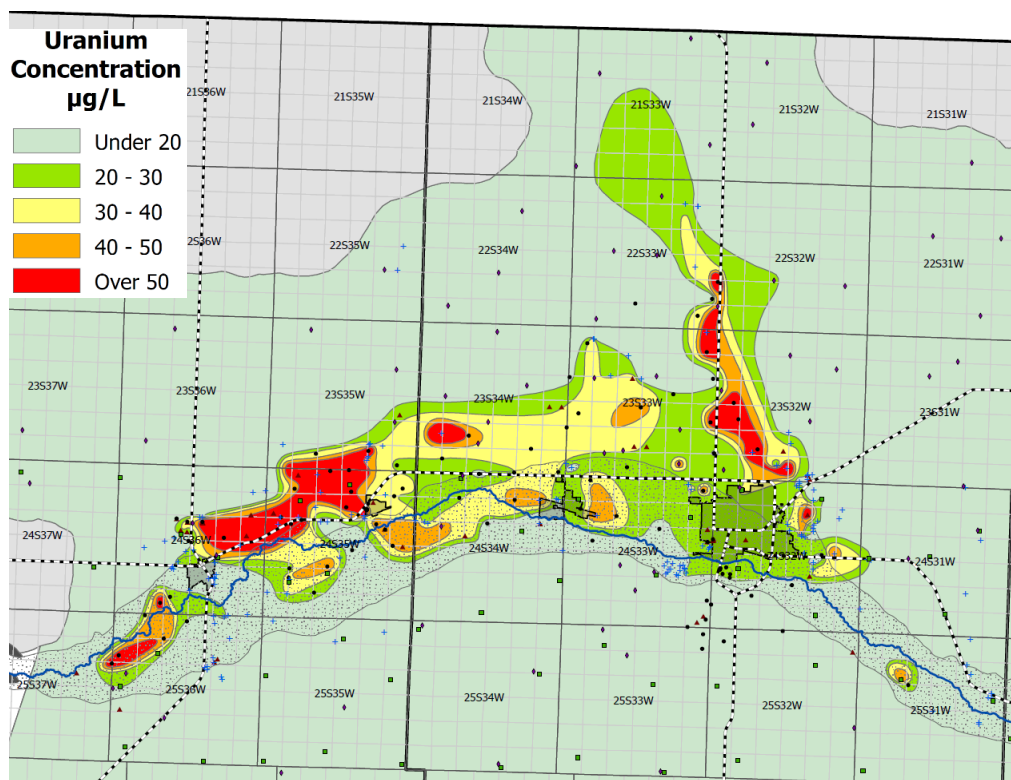 Uranium
Concentration
µg/L
Under 20
20 - 30
30 - 40
40 - 50
Over 50
21S36W
21S35W
21S34W
21S33W
21S32W
21S31W
22S36W
22S35W
22S34W
22S33W
22S32W
22S31W
23S37W
23S36W
23S35W
23S34W
23S33W
23S32W
23S31W
24S37W
24S36W
24S35W
24S34W
24S33W
24S32W
24S31W
25S37W
25S36W
25S35W
25S34W
25S33W
25S32W
25S31W